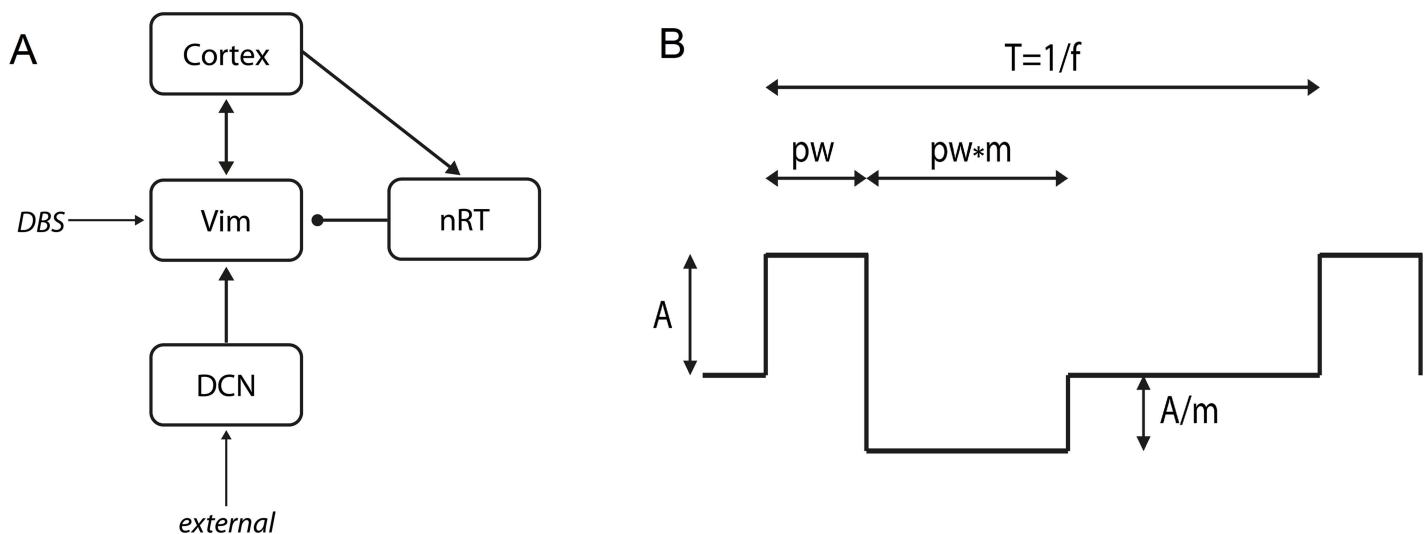 A
Cortex
DBS
Vim
nRT
DCN
external
B
T=1/f
pw
pw*m
A
A/m